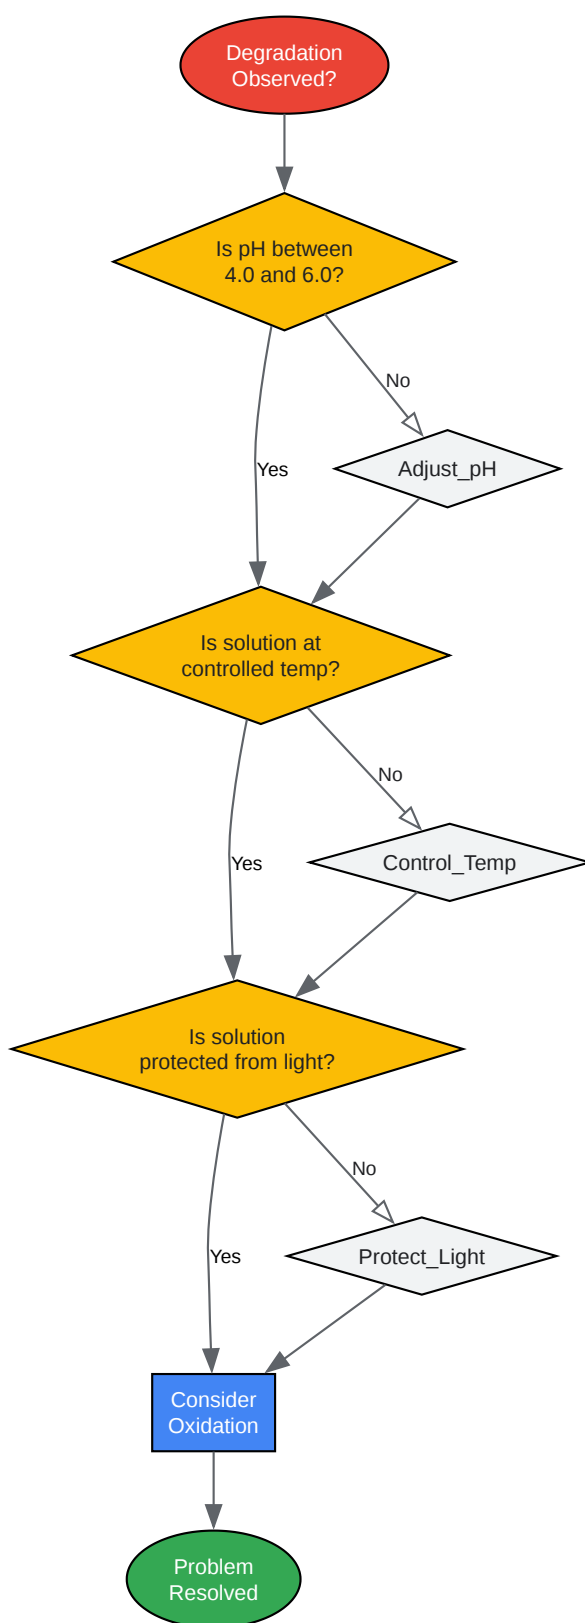 Degradation
Observed?
Is pH between
4.0 and 6.0?
No
Adjust_pH
Yes
Is solution at
controlled temp?
No
Control_Temp
Yes
Is solution
protected from light?
No
Protect_Light
Yes
Consider
Oxidation
Problem
Resolved